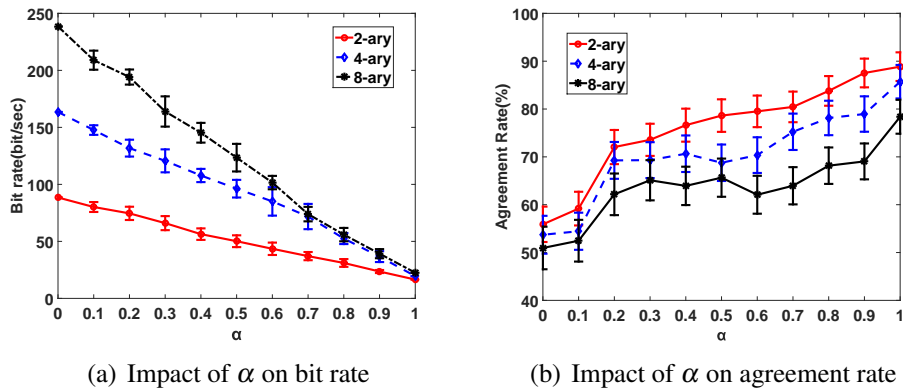 250
200
150
100
50
0
Bit rate(bit/sec)
2-ary
4-ary
8-ary
0 0.1 0.2 0.3 0.4 0.5 0.6 0.7 0.8 0.9 1
α
(a) Impact of α on bit rate
100
90
80
70
60
50
40
Agreement Rate(%)
2-ary
4-ary
8-ary
0 0.1 0.2 0.3 0.4 0.5 0.6 0.7 0.8 0.9 1
α
(b) Impact of α on agreement rate